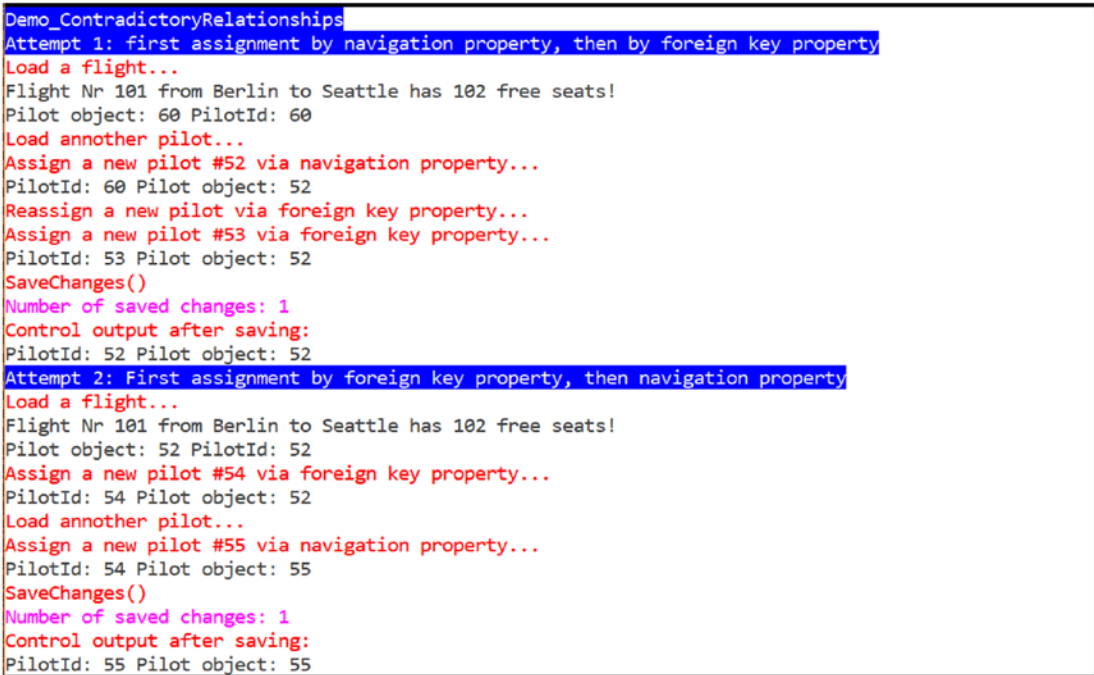 Demo_ContradictoryRelationships
Attempt 1: first assignment by navigation property, then by foreign key property
Load a flight...
Flight Nr 101 from Berlin to Seattle has 102 free seats!
Pilot object: 60 PilotId: 60
Load annother pilot...
Assign a new pilot #52 via navigation property...
PilotId: 60 Pilot object: 52
Reassign a new pilot via foreign key property...
Assign a new pilot #53 via foreign key property...
PilotId: 53 Pilot object: 52
SaveChanges()
Number of saved changes: 1
Control output after saving:
PilotId: 52 Pilot object: 52
Attempt 2: First assignment by foreign key property, then navigation property
Load a flight...
Flight Nr 101 from Berlin to Seattle has 102 free seats!
Pilot object: 52 PilotId: 52
Assign a new pilot #54 via foreign key property...
PilotId: 54 Pilot object: 52
Load annother pilot...
Assign a new pilot #55 via navigation property...
PilotId: 54 Pilot object: 55
SaveChanges()
Number of saved changes: 1
Control output after saving:
PilotId: 55 Pilot object: 55